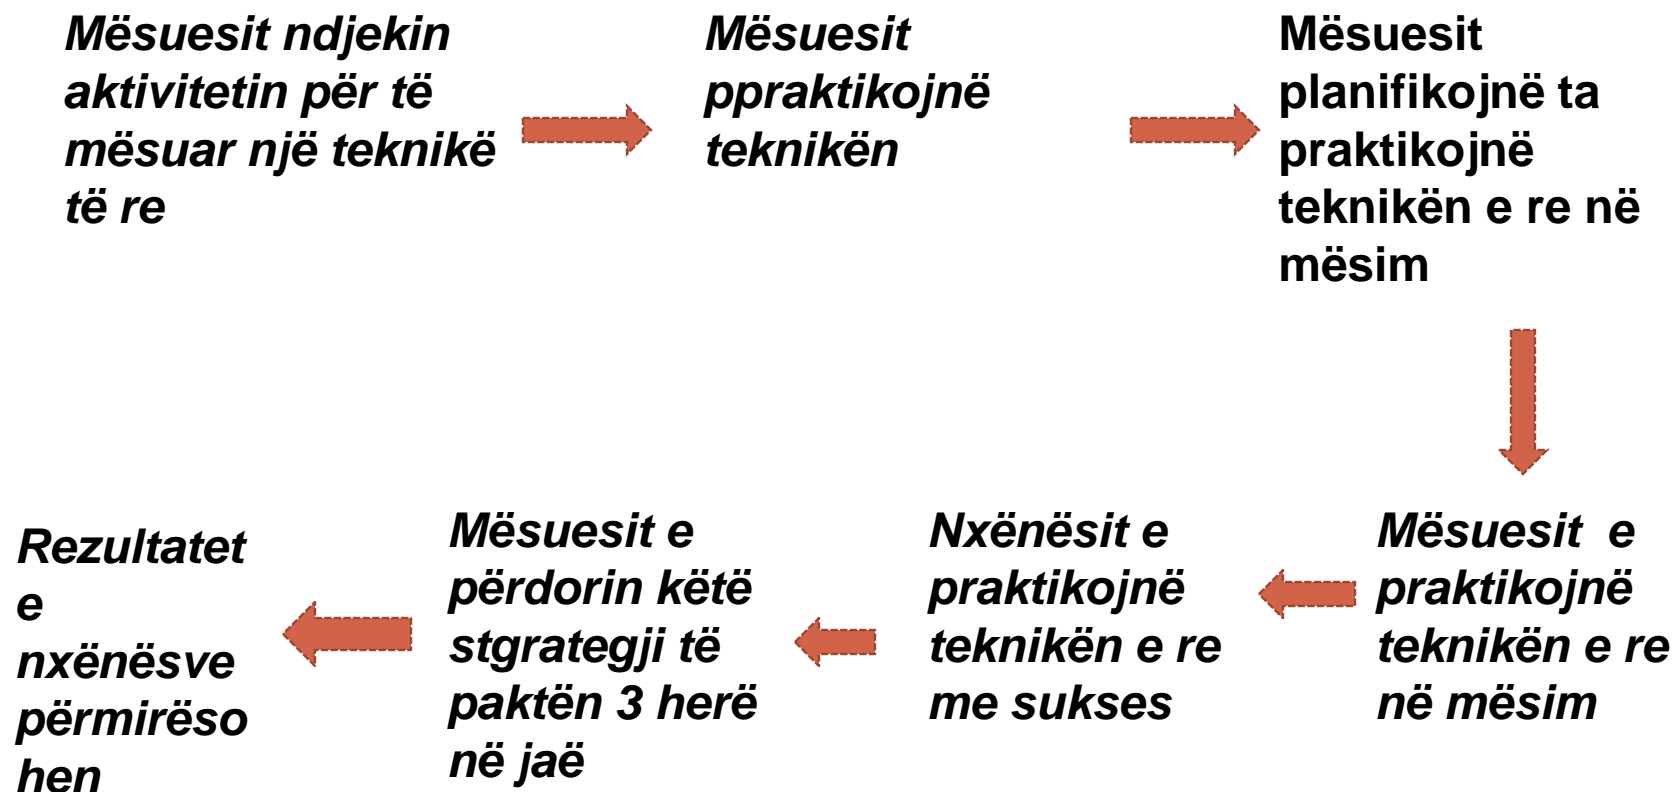 Mësuesit ndjekin
aktivitetin për të
mësuar një teknikë
të re
Mësuesit
ppraktikojnë
teknikën
Mësuesit
planifikojnë ta
praktikojnë
teknikën e re në
mësim
Mësuesit e
praktikojnë
teknikën e re
në mësim
Nxënësit e
praktikojnë
teknikën e re
me sukses
Mësuesit e
përdorin këtë
stgrategji të
paktën 3 herë
në jaë
Rezultatet
e
nxënësve
përmirëso
hen